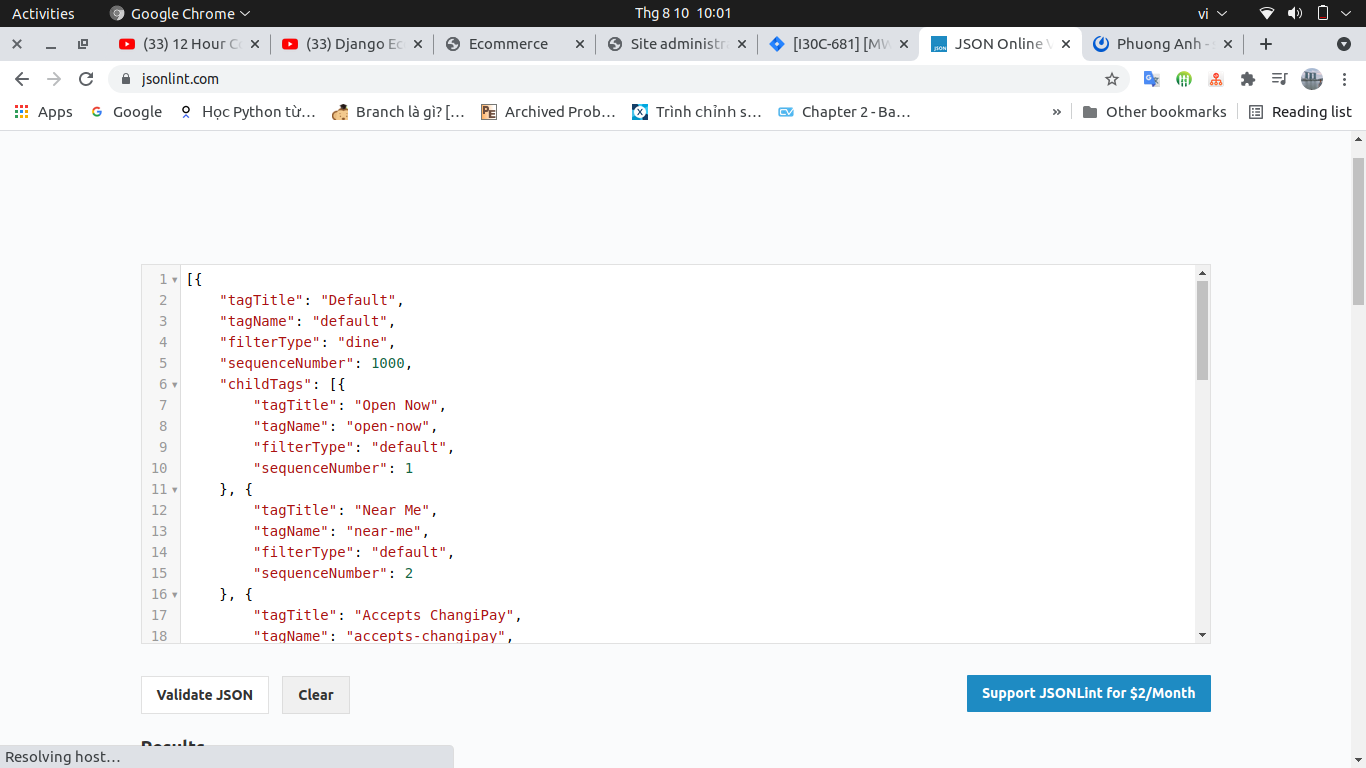 Activities Google Chrome Thg 8 10 10:01 vi
(33) 12 Hour C (33) Django Ec Ecommerce Site administr [I30C-681] [MW JSON Online Phuong Anh -
jsonlint.com
Apps Google Học Python từ… Branch là gì? [… Archived Prob… Trình chỉnh s… Chapter 2 - Ba… » Other bookmarks Reading list
1 [{
2 "tagTitle": "Default",
3 "tagName": "default",
4 "filterType": "dine",
5 "sequenceNumber": 1000,
6 "childTags": [{
7 "tagTitle": "Open Now",
8 "tagName": "open-now",
9 "filterType": "default",
10 "sequenceNumber": 1
11 }, {
12 "tagTitle": "Near Me",
13 "tagName": "near-me",
14 "filterType": "default",
15 "sequenceNumber": 2
16 }, {
17 "tagTitle": "Accepts ChangiPay",
18 "tagName": "accepts-changipay",
Validate JSON Clear Support JSONLint for $2/Month
Results
Resolving host…